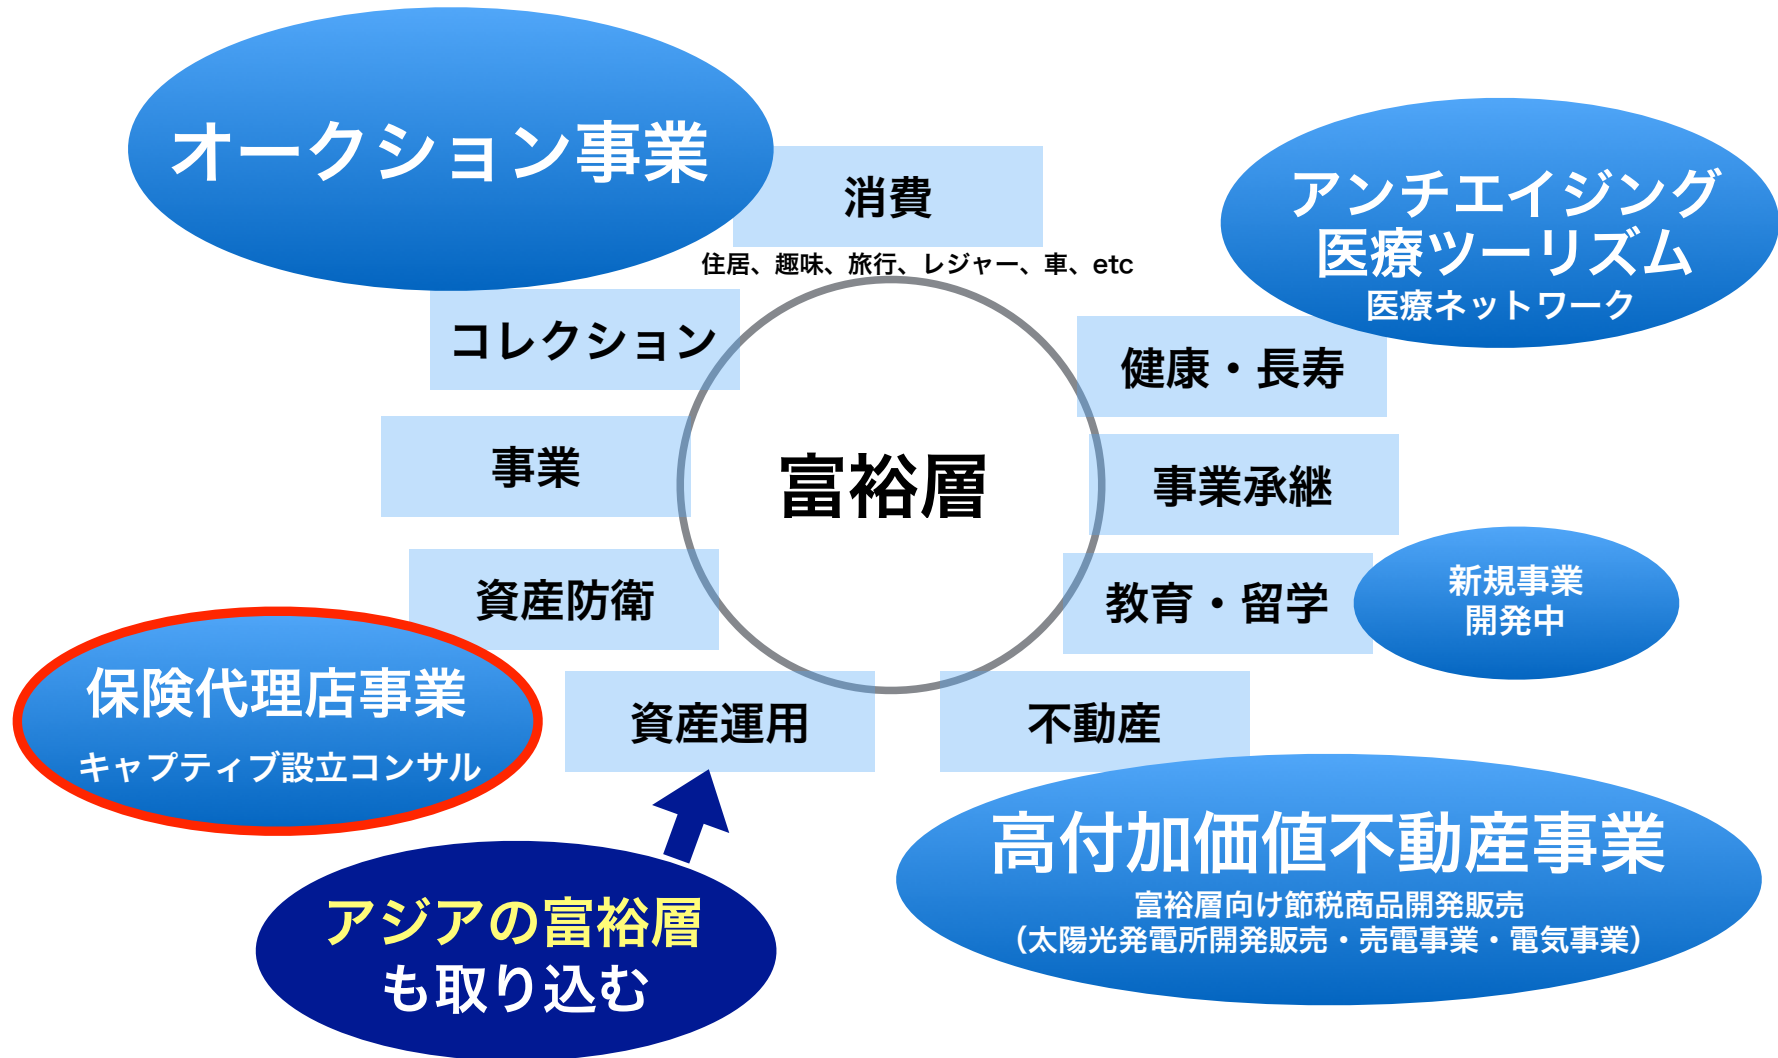 オークション事業
消費
住居、趣味、旅行、レジャー、車、etc
アンチエイジング
医療ツーリズム
医療ネットワーク
コレクション
健康・長寿
事業
富裕層
事業承継
資産防衛
教育・留学
新規事業
開発中
保険代理店事業
キャプティブ設立コンサル
資産運用
不動産
高付加価値不動産事業
富裕層向け節税商品開発販売
（太陽光発電所開発販売・売電事業・電気事業）
アジアの富裕層
も取り込む